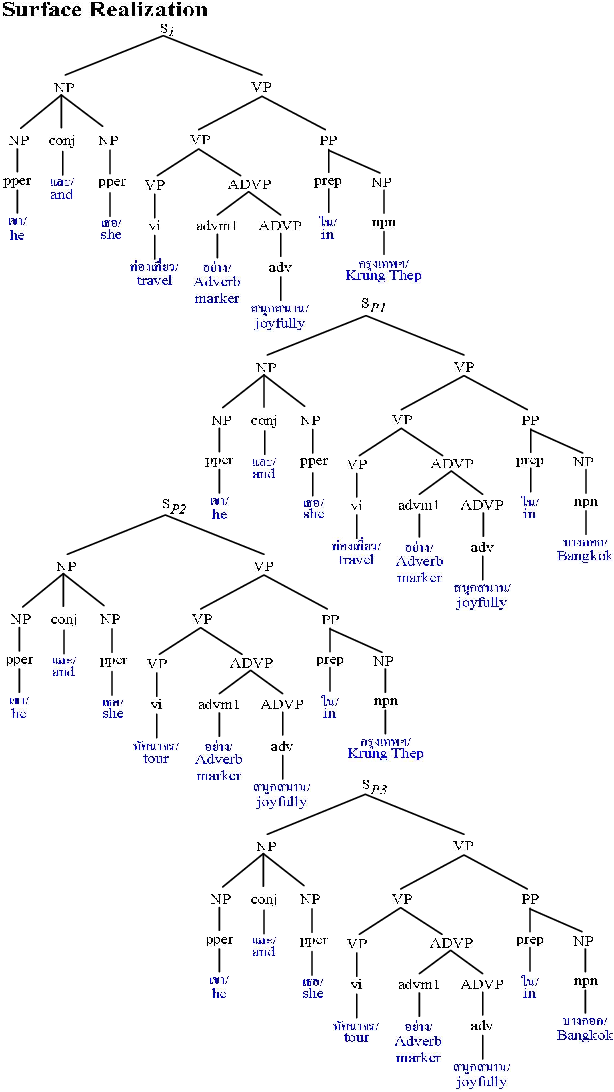 Surface Realization
Si
NP VP
NP conj NP VP PP
pper และ/ pper VP ADVP prep NP
and
เขา/ เธอ/ vi advm1 ADVP ใน/ npn
he she in
ท่องเที่ยว/ อย่าง/ adv กรุงเทพฯ/
travel Adverb Krung Thep
marker สนุกสนาน/
joyfully
SP1
NP VP
NP conj NP VP PP
pper และ/ pper VP ADVP prep NP
and
เขา/ เธอ/ vi advm1 ADVP ใน/ npn
he she in
ท่องเที่ยว/ อย่าง/ adv บางกอก/
travel Adverb Bangkok
marker สนุกสนาน/
joyfully
SP2
NP VP
NP conj NP VP PP
pper และ/ pper VP ADVP prep NP
and
เขา/ เธอ/ vi advm1 ADVP ใน/ npn
he she in
ทัศนาจร/ อย่าง/ adv กรุงเทพฯ/
tour Adverb Krung Thep
marker สนุกสนาน/
joyfully
SP3
NP VP
NP conj NP VP PP
pper และ/ pper VP ADVP prep NP
and
เขา/ เธอ/ vi advm1 ADVP ใน/ npn
he she in
ทัศนาจร/ อย่าง/ adv บางกอก/
tour Adverb Bangkok
marker สนุกสนาน/
joyfully